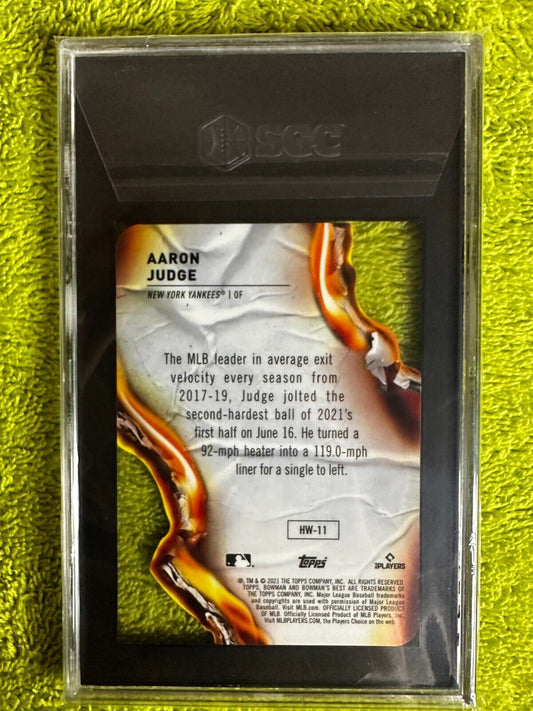 SGC
AARON
JUDGE
NEW YORK YANKEES® | OF
The MLB leader in average exit
velocity every season from
2017-19, Judge jolted the
second-hardest ball of 2021's
first half on June 16. He turned a
92-mph heater into a 119.0-mph
liner for a single to left.
HW-11
Topps
PLAYERS
®, TM & © 2021 THE TOPPS COMPANY, INC. ALL RIGHTS RESERVED.
TOPPS, BOWMAN AND BOWMAN'S BEST ARE TRADEMARKS OF
THE TOPPS COMPANY, INC. Major League Baseball trademarks
and copyrights are used with permission of Major League
Baseball. Visit MLB.com. OFFICIALLY LICENSED PRODUCT
OF MLB. Officially Licensed Product of MLB Players, Inc.
Visit MLBPLAYERS.COM, the Players Choice on the web.